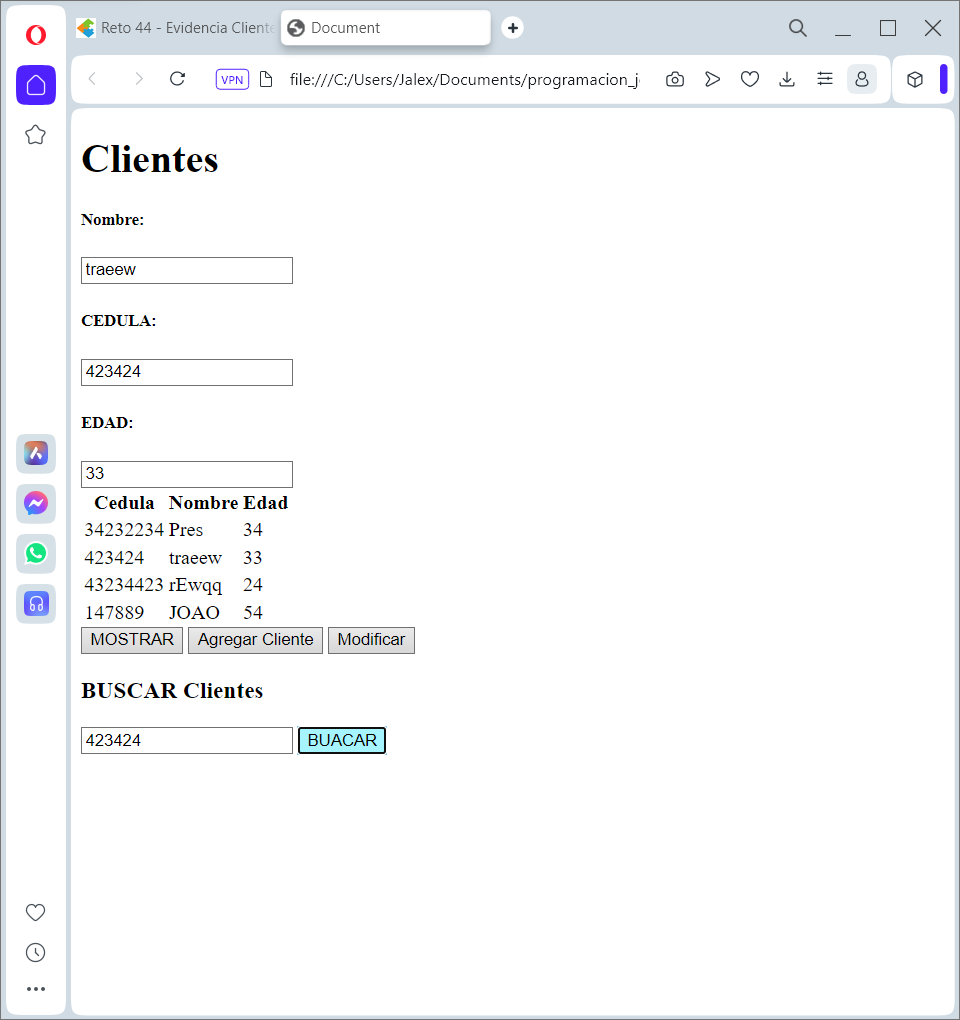 Reto 44 - Evidencia Cliente
Document
VPN
file:///C:/Users/Jalex/Documents/programacion_j
Clientes
Nombre:
traeew
CEDULA:
423424
EDAD:
33
Cedula Nombre Edad
34232234 Pres 34
423424 traeew 33
43234423 rEwqq 24
147889 JOAO 54
MOSTRAR Agregar Cliente Modificar
BUSCAR Clientes
423424 BUACAR